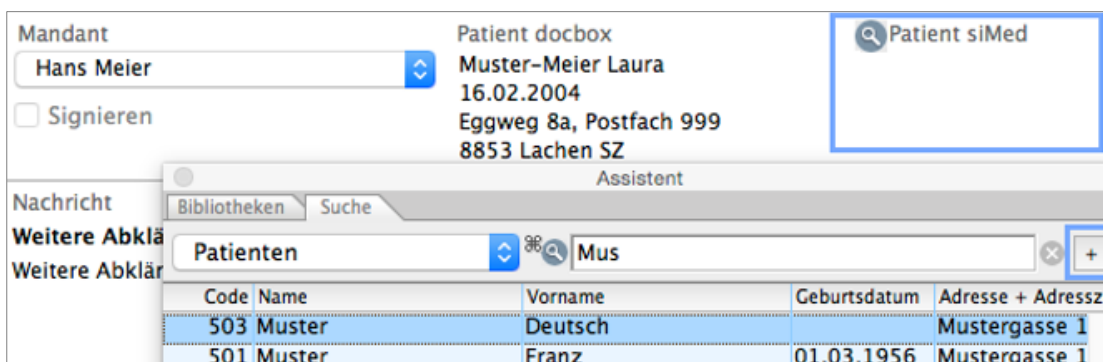 Mandant
Hans Meier
Signieren
Patient docbox
Muster-Meier Laura
16.02.2004
Eggweg 8a, Postfach 999
8853 Lachen SZ
Patient siMed
Nachricht
Weitere Abklä
Weitere Abklär
Assistent
Bibliotheken Suche
Patienten ⌘ Mus +
Code Name Vorname Geburtsdatum Adresse + Adressz
503 Muster Deutsch Mustergasse 1
501 Muster Franz 01.03.1956 Mustergasse 1